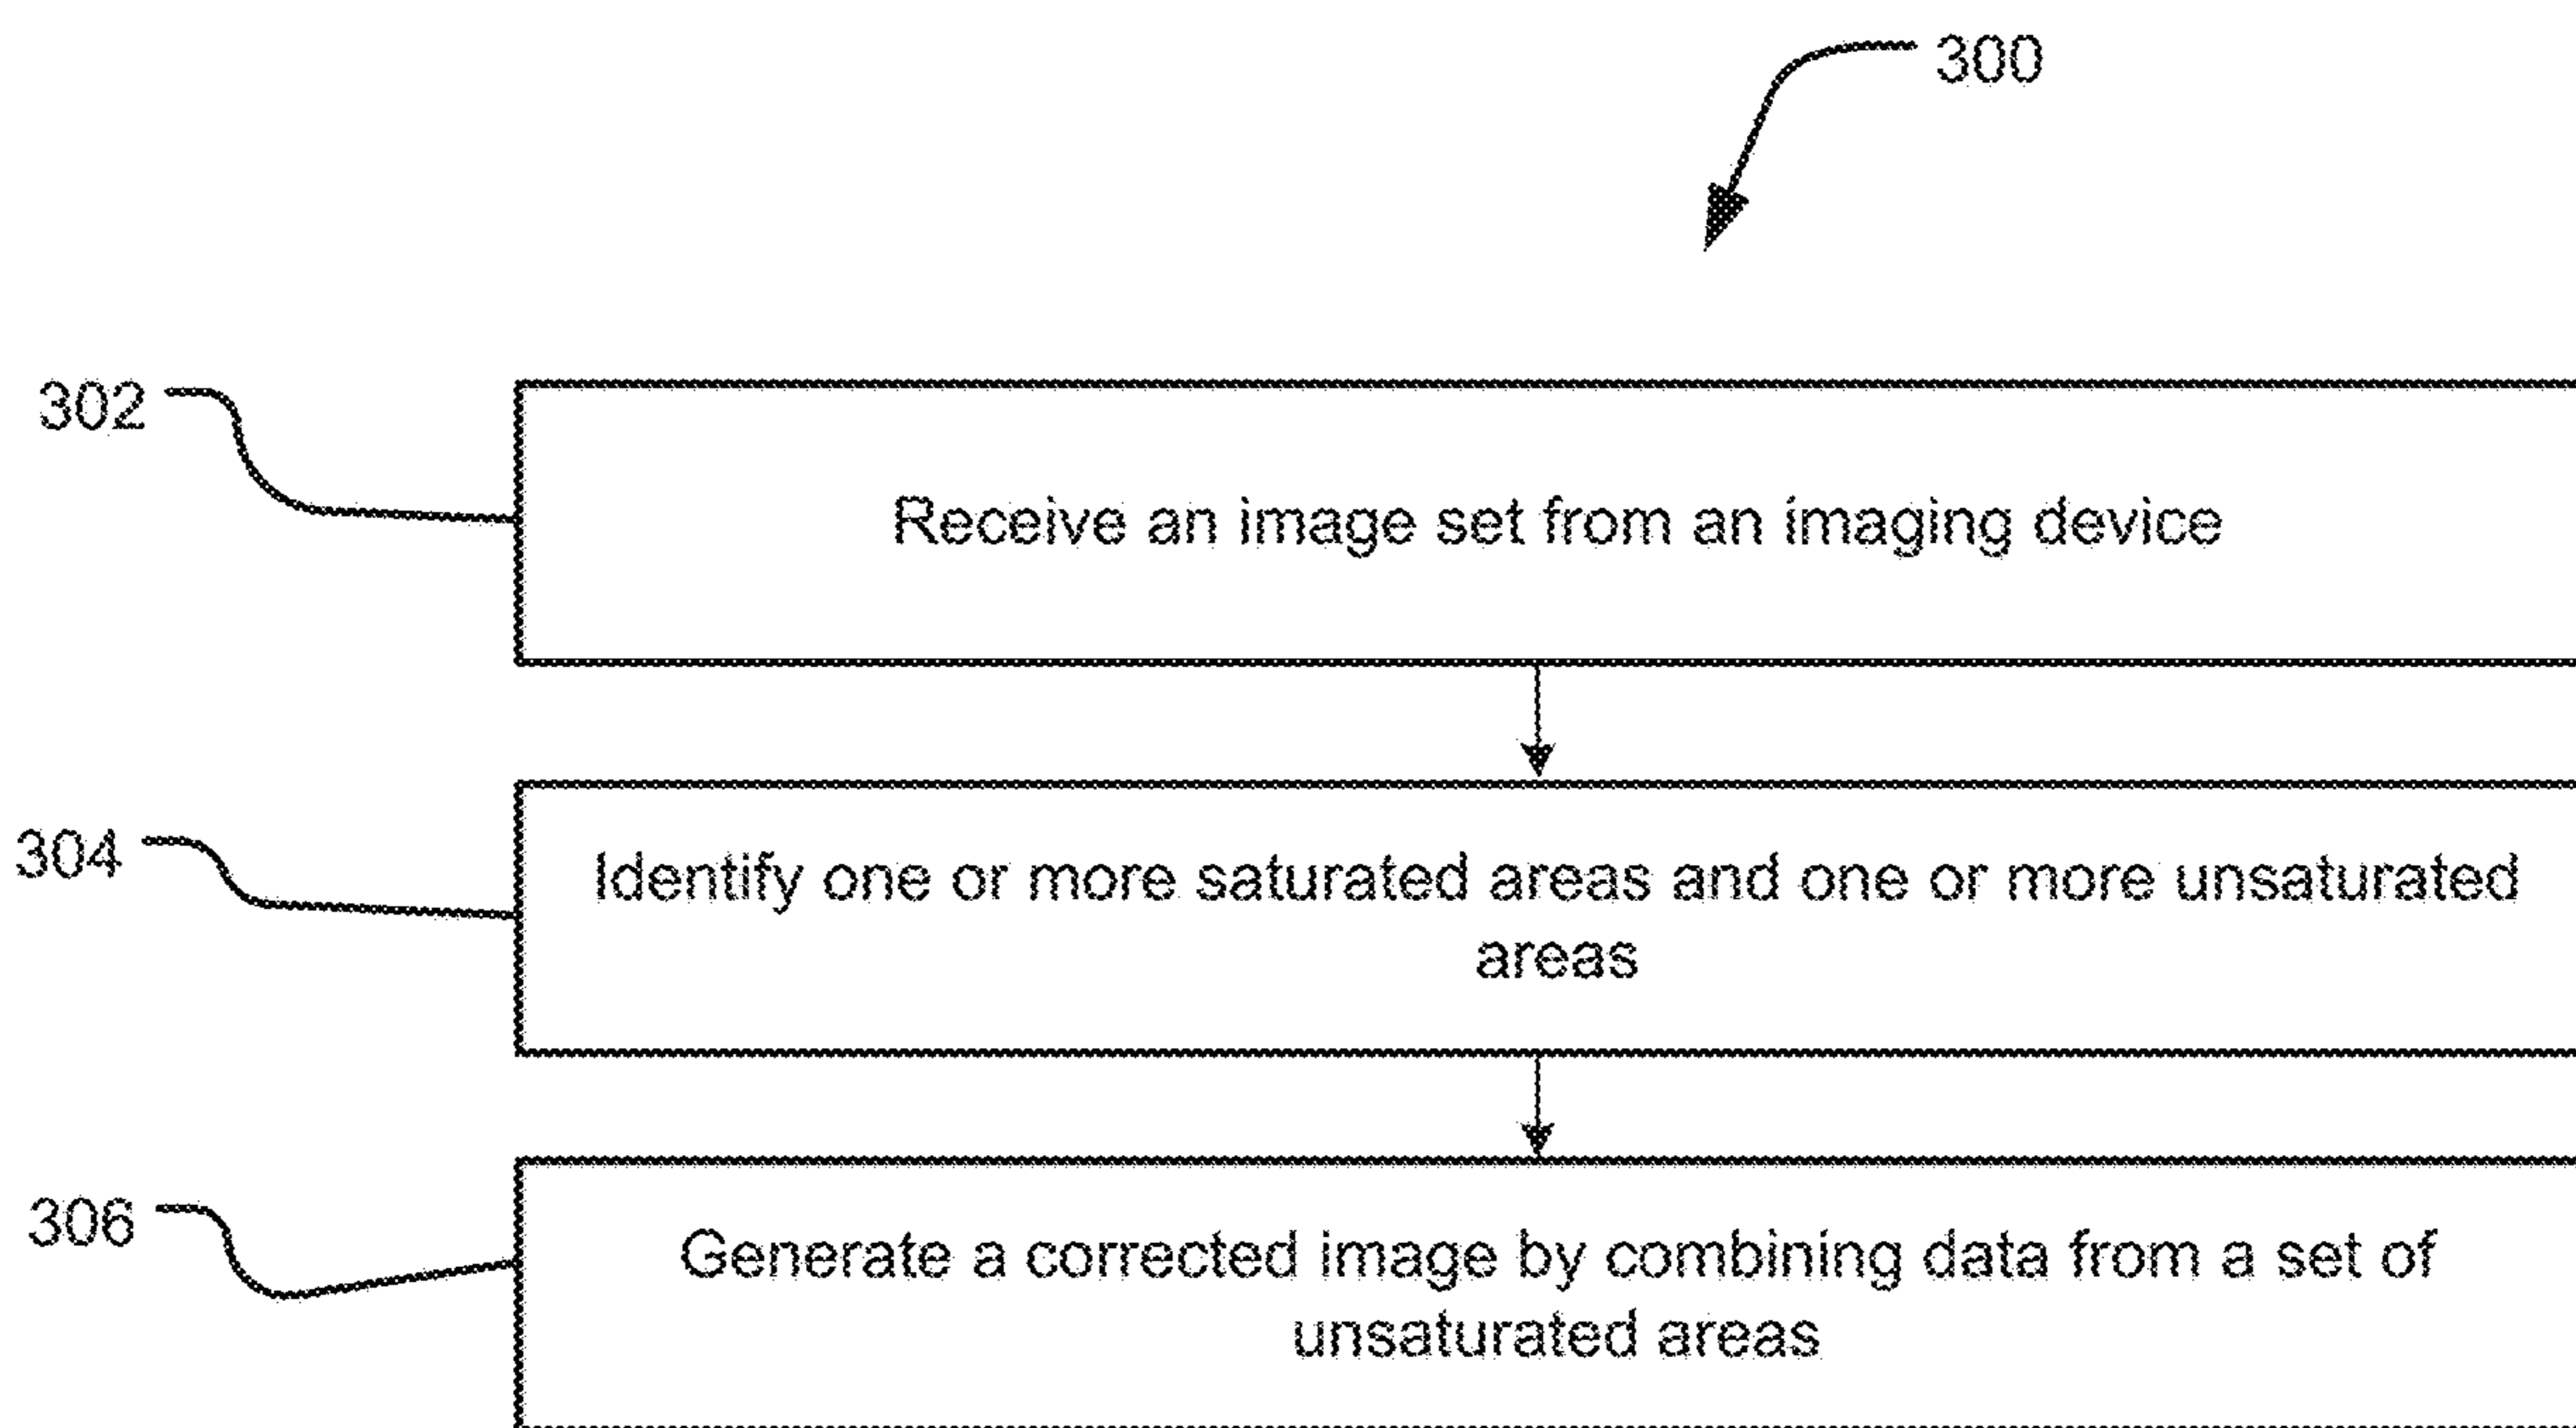 300
302
Receive an image set from an imaging device
304
Identify one or more saturated areas and one or more unsaturated
areas
306
Generate a corrected image by combining data from a set of
unsaturated areas